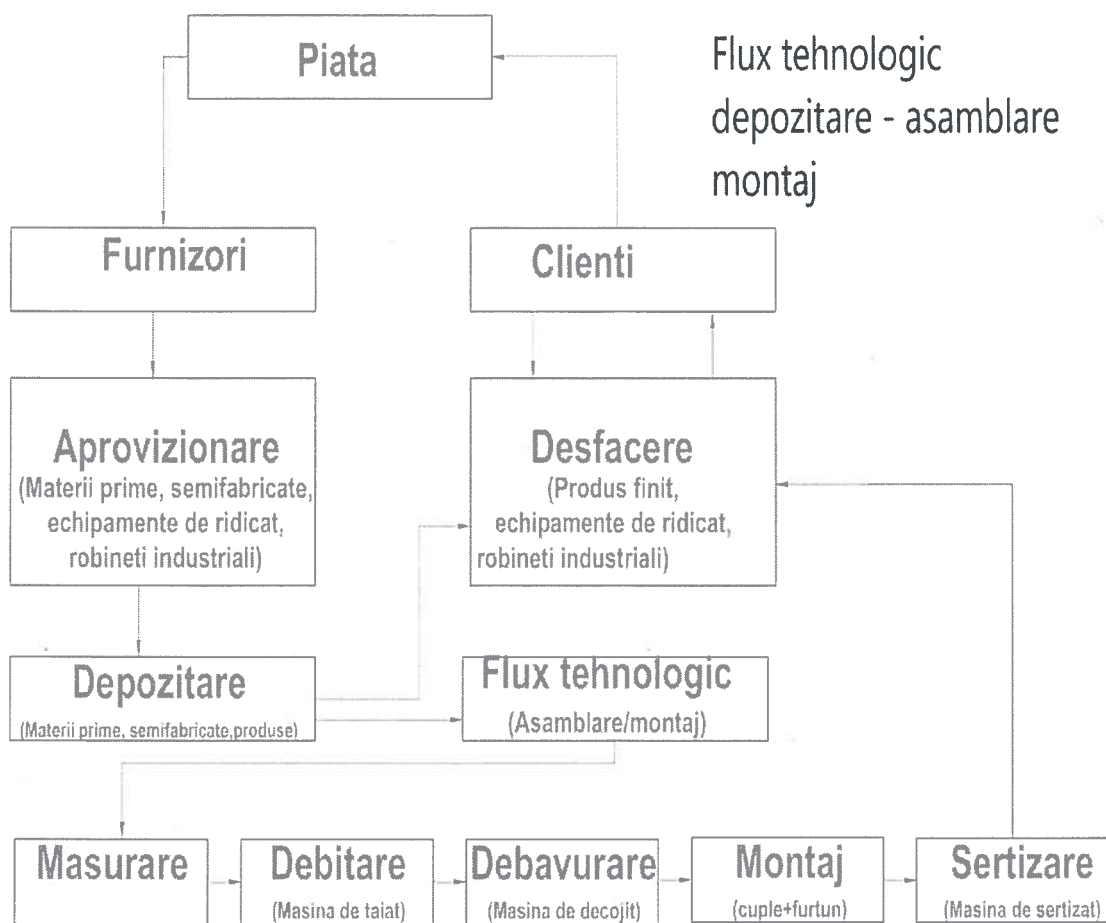 Piata
Flux tehnologic
depozitare - asamblare
montaj
Furnizori
Clienti
Aprovizionare
(Materii prime, semifabricate,
echipamente de ridicat,
robineti industriali)
Desfacere
(Produs finit,
echipamente de ridicat,
robineti industriali)
Depozitare
(Materii prime, semifabricate,produse)
Flux tehnologic
(Asamblare/montaj)
Masurare
Debitare
(Masina de taiat)
Debavurare
(Masina de decojit)
Montaj
(cuple+furtun)
Sertizare
(Masina de sertizat)